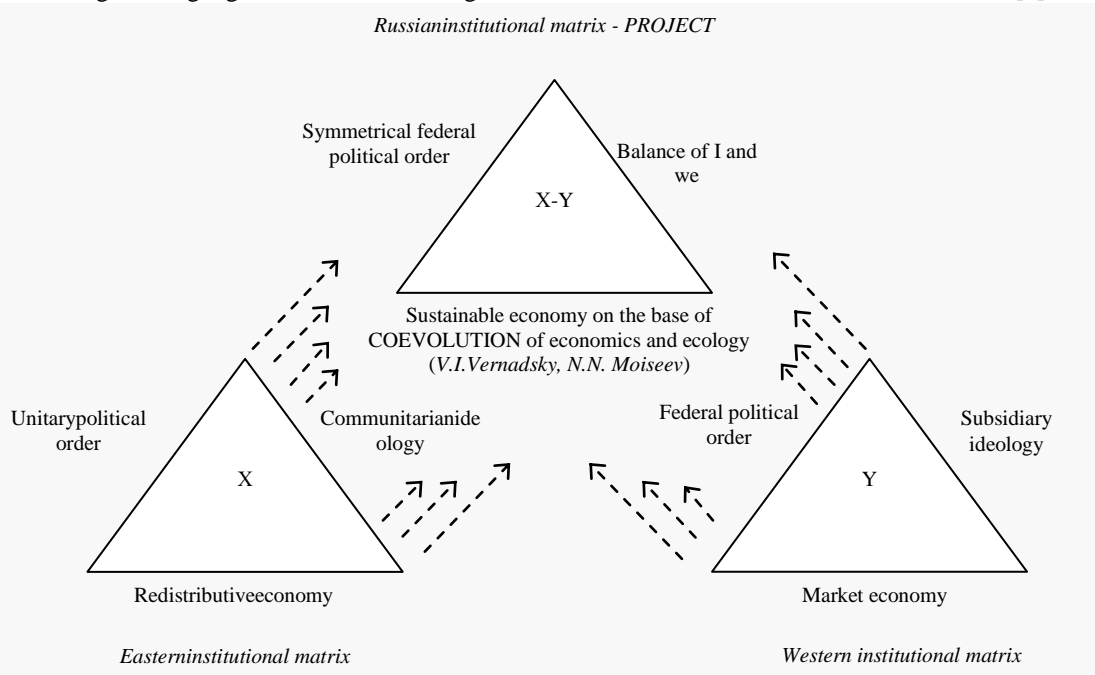 Russianinstitutional matrix - PROJECT
Symmetrical federal
political order
Balance of I and
we
X-Y
Sustainable economy on the base of
COEVOLUTION of economics and ecology
(V.I.Vernadsky, N.N. Moiseev)
Unitarypolitical
order
Communitarianide
ology
X
Federal political
order
Subsidiary
ideology
Y
Redistributiveeconomy
Market economy
Easterninstitutional matrix
Western institutional matrix